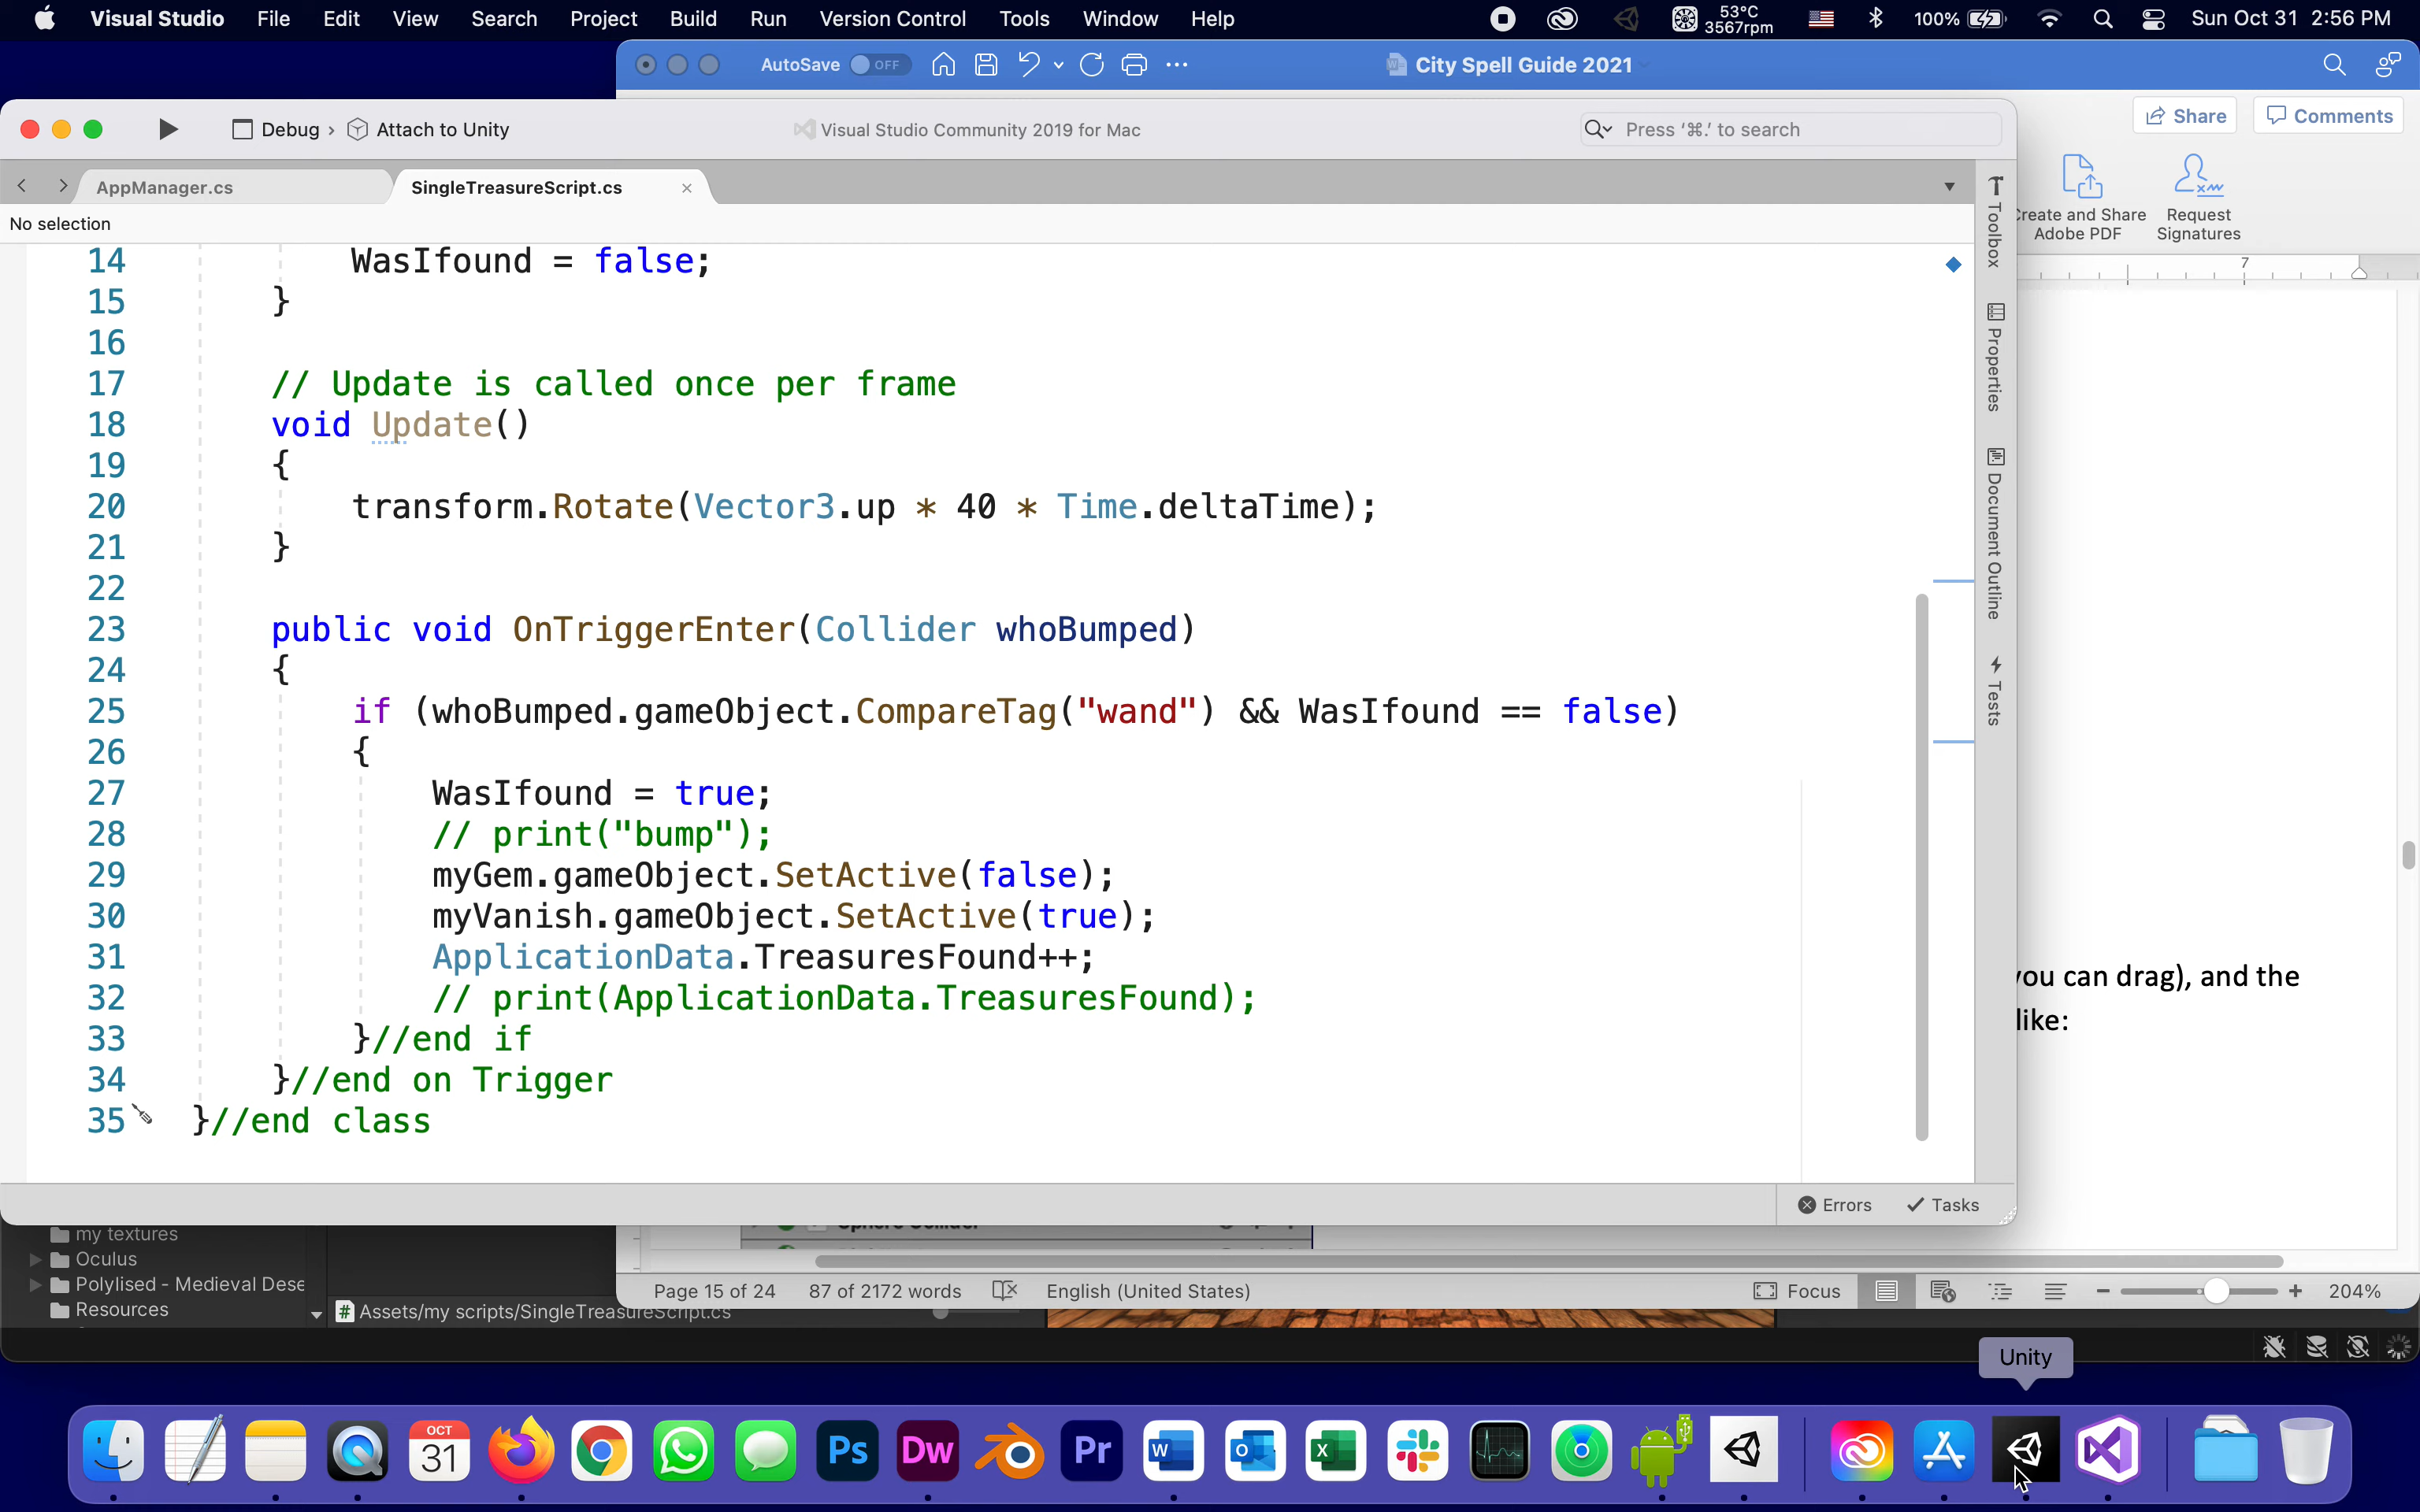 Visual Studio File Edit View Search Project Build Run Version Control Tools Window Help
53°C 3567rpm 100% Sun Oct 31 2:56 PM
AutoSave OFF City Spell Guide 2021
Share Comments
Debug › Attach to Unity Visual Studio Community 2019 for Mac Press '⌘.' to search
AppManager.cs SingleTreasureScript.cs
No selection
reate and Share Adobe PDF
Request Signatures
7
Toolbox
Properties
Document Outline
Tests
14 WasIfound = false;
15 }
16
17 // Update is called once per frame
18 void Update()
19 {
20 transform.Rotate(Vector3.up * 40 * Time.deltaTime);
21 }
22
23 public void OnTriggerEnter(Collider whoBumped)
24 {
25 if (whoBumped.gameObject.CompareTag("wand") && WasIfound == false)
26 {
27 WasIfound = true;
28 // print("bump");
29 myGem.gameObject.SetActive(false);
30 myVanish.gameObject.SetActive(true);
31 ApplicationData.TreasuresFound++;
32 // print(ApplicationData.TreasuresFound);
33 }//end if
34 }//end on Trigger
35 }//end class
you can drag), and the
like:
Errors Tasks
my textures
Oculus
Polylised - Medieval Dese
Resources
Assets/my scripts/SingleTreasureScript.cs
Page 15 of 24 87 of 2172 words English (United States) Focus 204%
Unity
OCT
31
Ps Dw Pr W O X